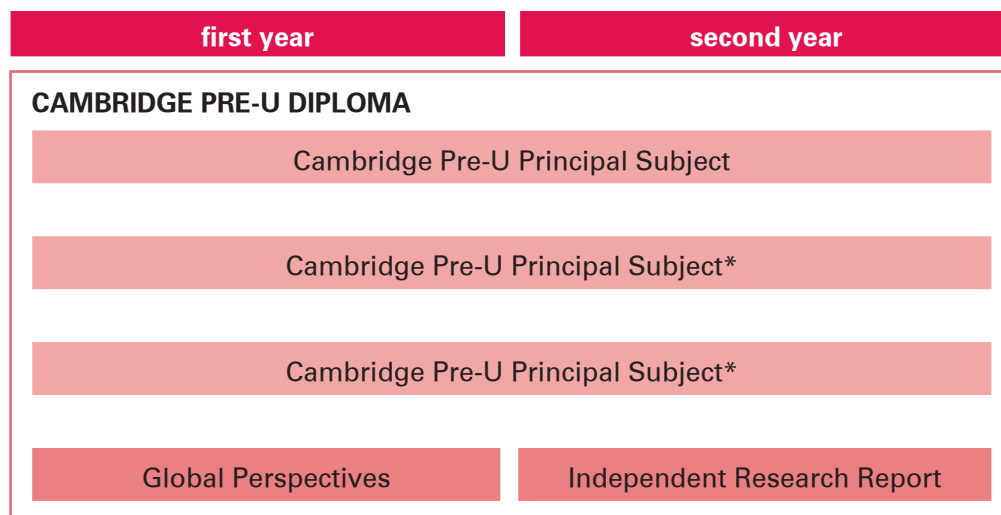 first year
second year
CAMBRIDGE PRE-U DIPLOMA
Cambridge Pre-U Principal Subject
Cambridge Pre-U Principal Subject*
Cambridge Pre-U Principal Subject*
Global Perspectives
Independent Research Report